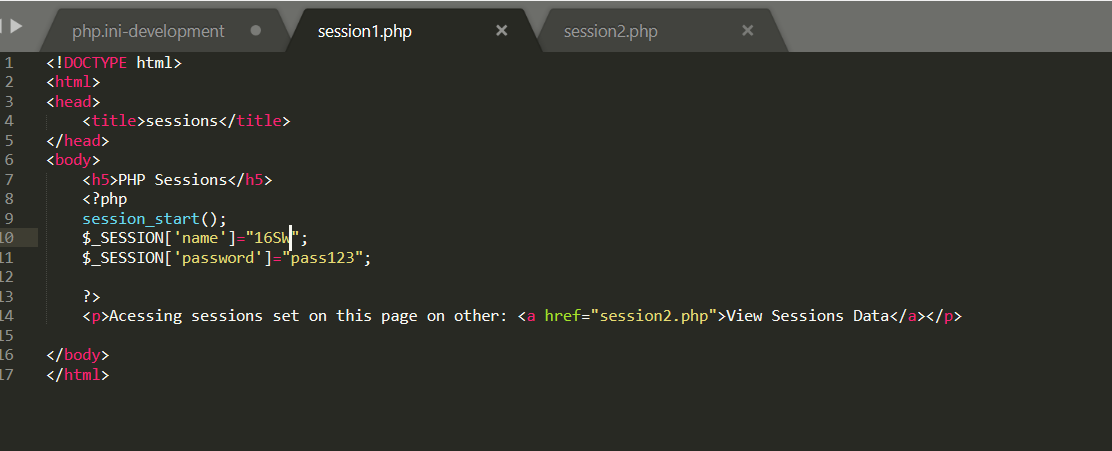 php.ini-development session1.php session2.php
1 <!DOCTYPE html>
2 <html>
3 <head>
4 <title>sessions</title>
5 </head>
6 <body>
7 <h5>PHP Sessions</h5>
8 <?php
9 session_start();
10 $_SESSION['name']="16SW";
11 $_SESSION['password']="pass123";
12
13 ?>
14 <p>Acessing sessions set on this page on other: <a href="session2.php">View Sessions Data</a></p>
15
16 </body>
17 </html>